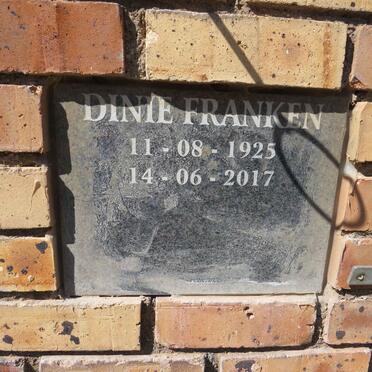 DINIE FRANKEN
11 - 08 - 1925
14 - 06 - 2017